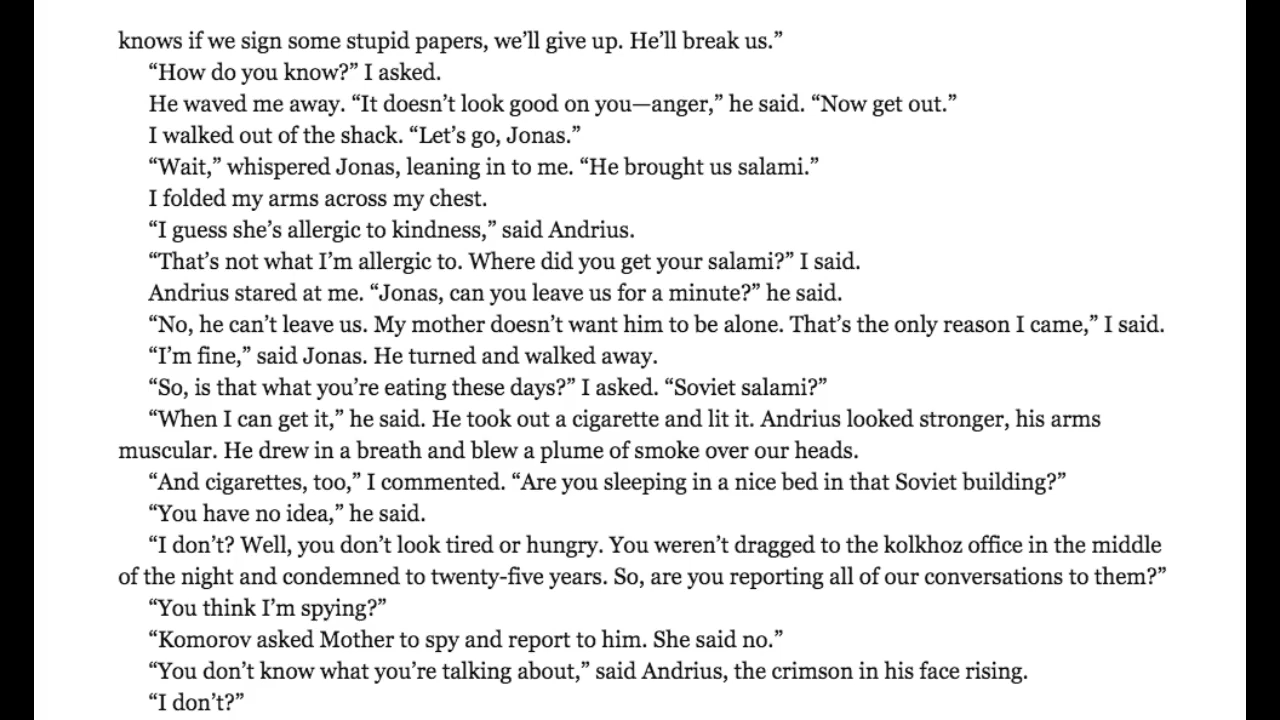 knows if we sign some stupid papers, we’ll give up. He’ll break us.”
“How do you know?” I asked.
He waved me away. “It doesn’t look good on you—anger,” he said. “Now get out.”
I walked out of the shack. “Let’s go, Jonas.”
“Wait,” whispered Jonas, leaning in to me. “He brought us salami.”
I folded my arms across my chest.
“I guess she’s allergic to kindness,” said Andrius.
“That’s not what I’m allergic to. Where did you get your salami?” I said.
Andrius stared at me. “Jonas, can you leave us for a minute?” he said.
“No, he can’t leave us. My mother doesn’t want him to be alone. That’s the only reason I came,” I said.
“I’m fine,” said Jonas. He turned and walked away.
“So, is that what you’re eating these days?” I asked. “Soviet salami?”
“When I can get it,” he said. He took out a cigarette and lit it. Andrius looked stronger, his arms
muscular. He drew in a breath and blew a plume of smoke over our heads.
“And cigarettes, too,” I commented. “Are you sleeping in a nice bed in that Soviet building?”
“You have no idea,” he said.
“I don’t? Well, you don’t look tired or hungry. You weren’t dragged to the kolkhoz office in the middle
of the night and condemned to twenty-five years. So, are you reporting all of our conversations to them?”
“You think I’m spying?”
“Komorov asked Mother to spy and report to him. She said no.”
“You don’t know what you’re talking about,” said Andrius, the crimson in his face rising.
“I don’t?”